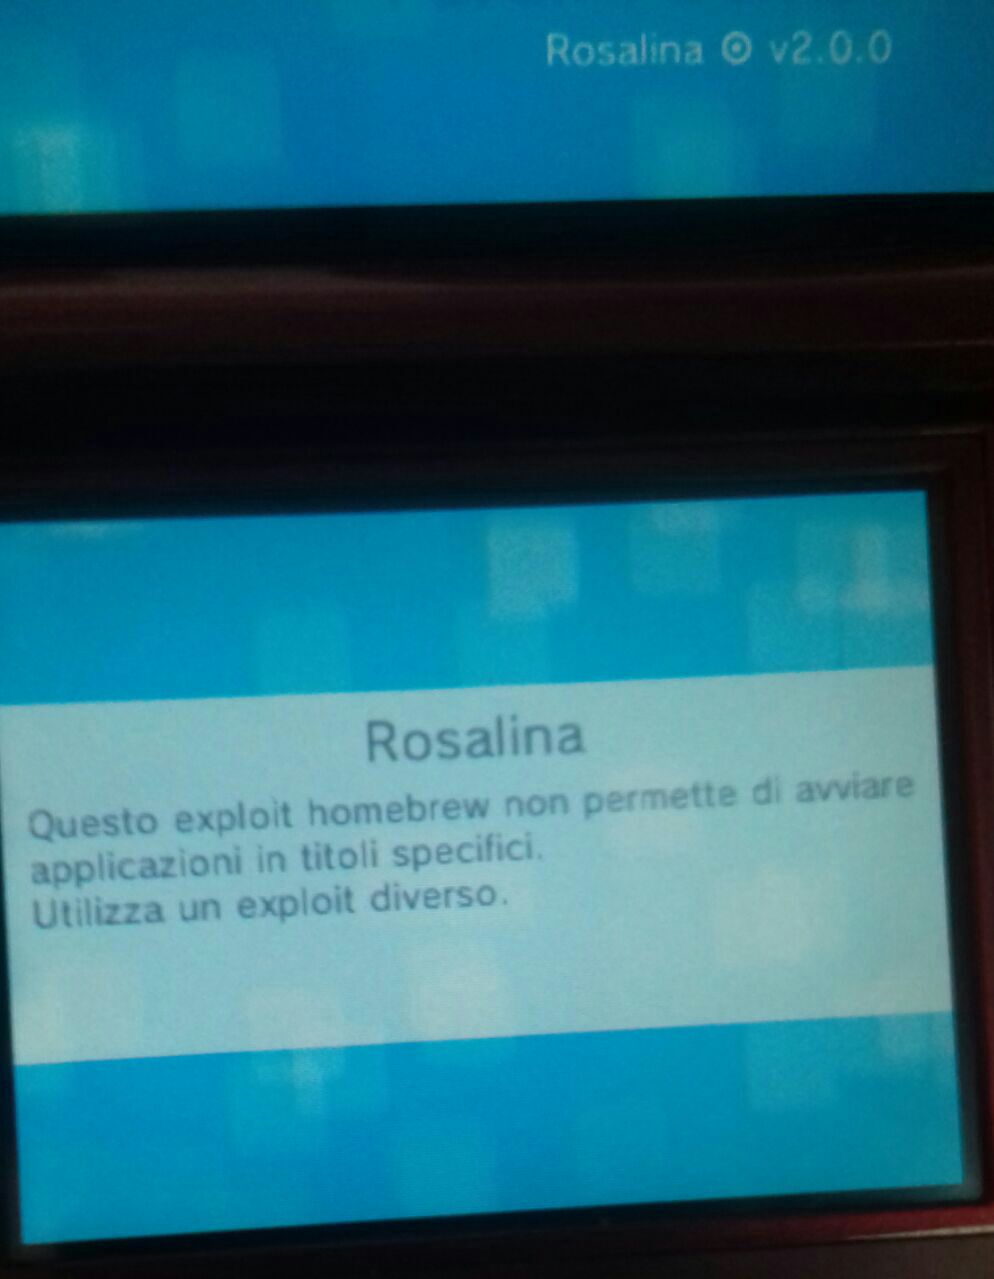 Rosalina ⦿ v2.0.0
Rosalina
Questo exploit homebrew non permette di avviare
applicazioni in titoli specifici.
Utilizza un exploit diverso.